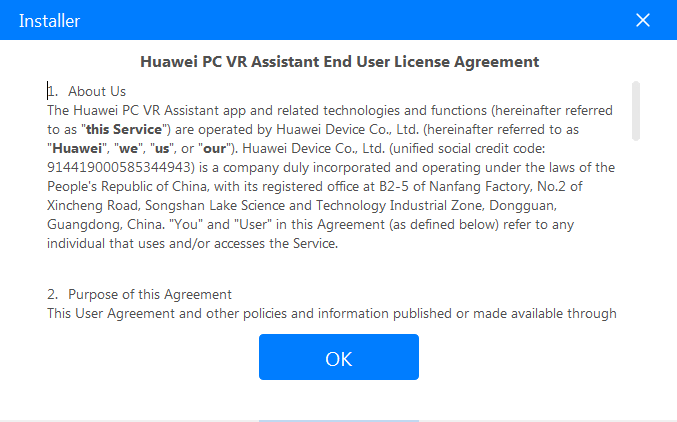 Installer
Huawei PC VR Assistant End User License Agreement
1. About Us
The Huawei PC VR Assistant app and related technologies and functions (hereinafter referred
to as "this Service") are operated by Huawei Device Co., Ltd. (hereinafter referred to as
"Huawei", "we", "us", or "our"). Huawei Device Co., Ltd. (unified social credit code:
914419000585344943) is a company duly incorporated and operating under the laws of the
People's Republic of China, with its registered office at B2-5 of Nanfang Factory, No.2 of
Xincheng Road, Songshan Lake Science and Technology Industrial Zone, Dongguan,
Guangdong, China. "You" and "User" in this Agreement (as defined below) refer to any
individual that uses and/or accesses the Service.
2. Purpose of this Agreement
This User Agreement and other policies and information published or made available through
OK